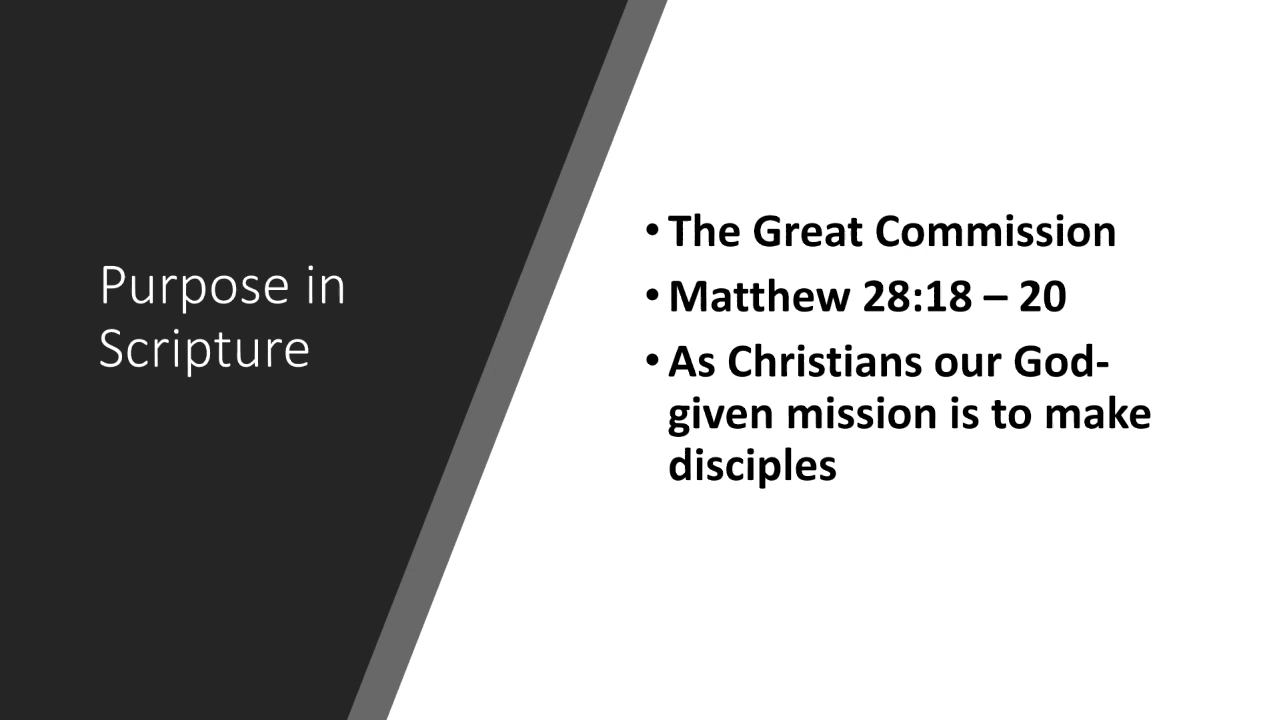 Purpose in
Scripture
• The Great Commission
• Matthew 28:18 – 20
• As Christians our God-
given mission is to make
disciples